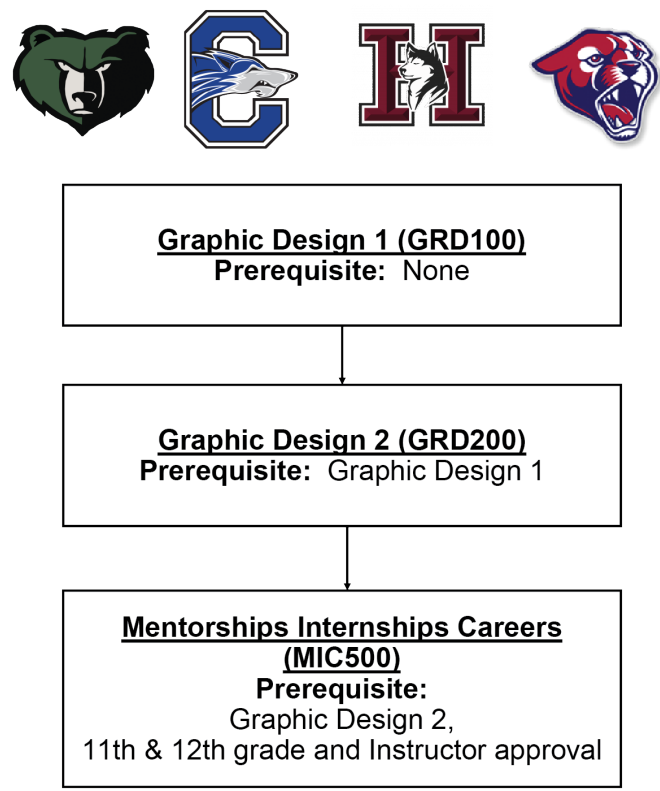 C
H
Graphic Design 1 (GRD100)
Prerequisite: None
Graphic Design 2 (GRD200)
Prerequisite: Graphic Design 1
Mentorships Internships Careers
(MIC500)
Prerequisite:
Graphic Design 2,
11th & 12th grade and Instructor approval